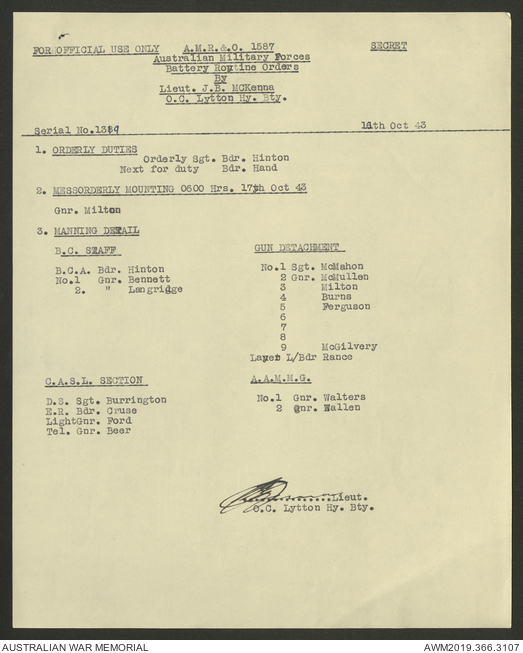 FOR OFFICIAL USE ONLY A.M.R.&O. 1587 SECRET
Australian Military Forces
Battery Routine Orders
By
Lieut. J.B. McKenna
O.C. Lytton Hy. Bty.
Serial No. 16th Oct 43
1. ORDERLY DUTIES
Orderly Sgt. Bdr. Hinton
Next for duty Bdr. Hand
2. MESSORDERLY MOUNTING 0600 Hrs. 17th Oct 43
Gnr. Milton
3. MANNING DETAIL
B.C. STAFF
B.C.A. Bdr. Hinton
No.1 Gnr. Bennett
2. " Langridge
GUN DETACHMENT
No.1 Sgt. McMahon
2 Gnr. McMullen
3 Milton
4 Burns
5 Ferguson
6
7
8
9 McGilvery
Layer L/Bdr Rance
C.A.S.L. SECTION
D.S. Sgt. Burrington
E.R. Bdr. Cruse
LightGnr. Ford
Tel. Gnr. Beer
A.A.M.M.G.
No.1 Gnr. Walters
2 Gnr. Wallen
Lieut.
O.C. Lytton Hy. Bty.
AUSTRALIAN WAR MEMORIAL AWM2019.366.3107